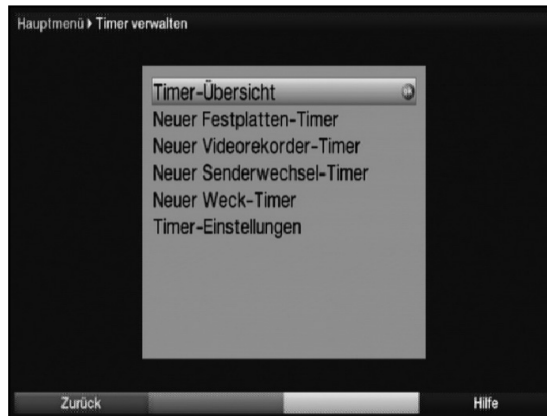 Hauptmenü Timer verwalten
Timer-Übersicht
Neuer Festplatten-Timer
Neuer Videorekorder-Timer
Neuer Senderwechsel-Timer
Neuer Weck-Timer
Timer-Einstellungen
Zurück Hilfe